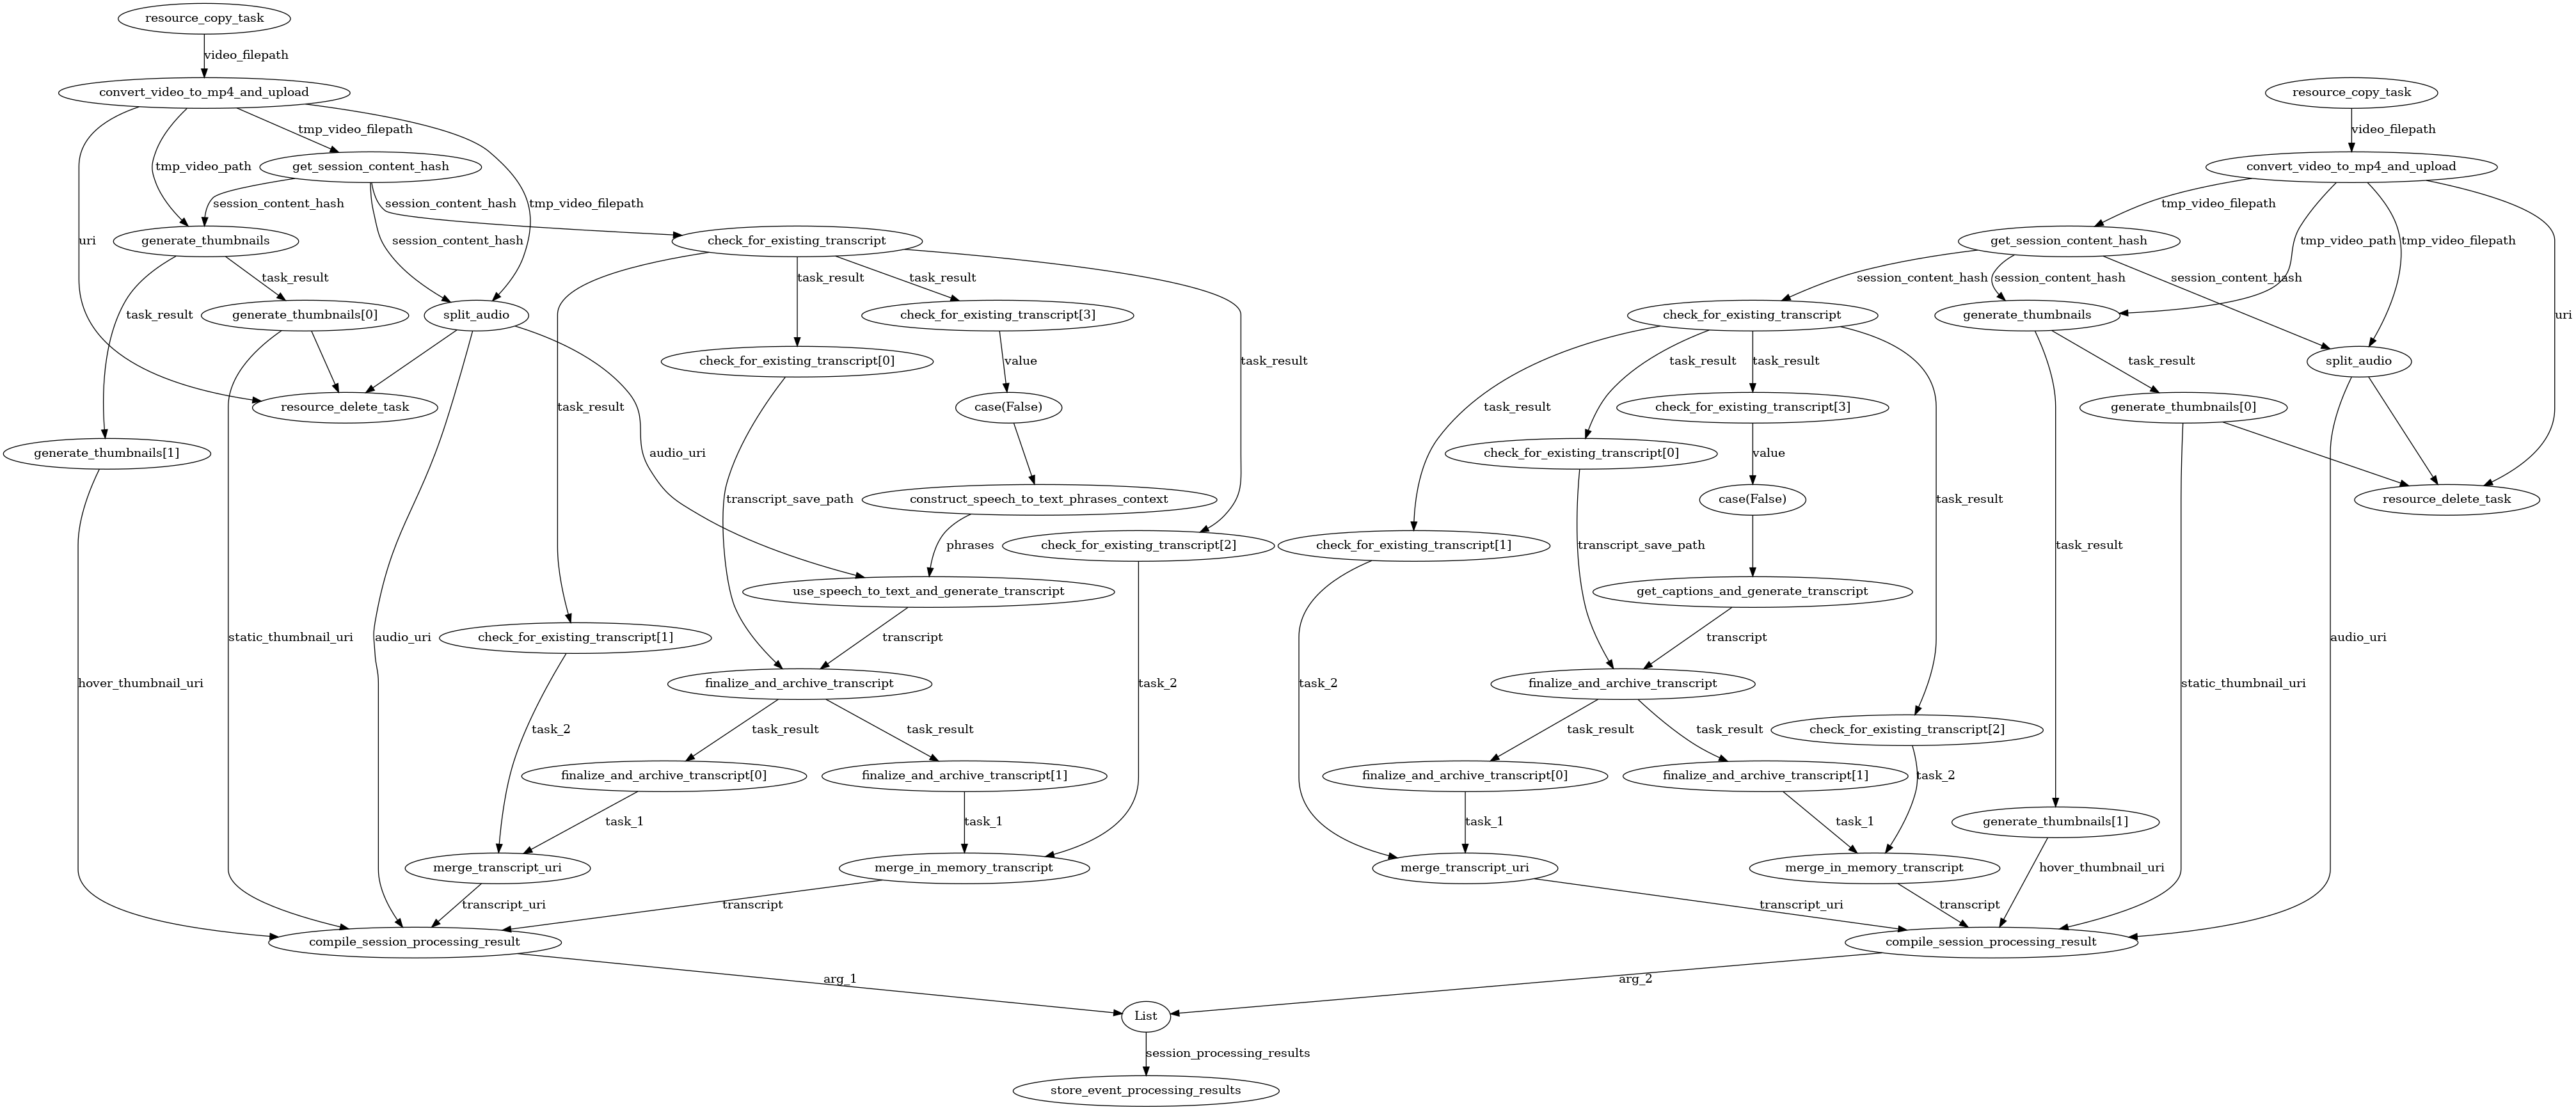 resource_copy_task
video_filepath
convert_video_to_mp4_and_upload
resource_copy_task
tmp_video_filepath
video_filepath
tmp_video_path
get_session_content_hash
convert_video_to_mp4_and_upload
session_content_hash
session_content_hash
tmp_video_filepath
tmp_video_filepath
uri
generate_thumbnails
session_content_hash
check_for_existing_transcript
get_session_content_hash
tmp_video_path
tmp_video_filepath
task_result
task_result
task_result
session_content_hash
session_content_hash
session_content_hash
task_result
generate_thumbnails[0]
split_audio
check_for_existing_transcript[3]
check_for_existing_transcript
generate_thumbnails
uri
check_for_existing_transcript[0]
value
task_result
task_result
task_result
task_result
split_audio
task_result
resource_delete_task
case(False)
task_result
check_for_existing_transcript[3]
generate_thumbnails[0]
generate_thumbnails[1]
audio_uri
check_for_existing_transcript[0]
value
transcript_save_path
construct_speech_to_text_phrases_context
case(False)
task_result
resource_delete_task
phrases
check_for_existing_transcript[2]
check_for_existing_transcript[1]
transcript_save_path
task_result
use_speech_to_text_and_generate_transcript
get_captions_and_generate_transcript
static_thumbnail_uri
audio_uri
check_for_existing_transcript[1]
transcript
transcript
audio_uri
hover_thumbnail_uri
finalize_and_archive_transcript
task_2
task_2
finalize_and_archive_transcript
static_thumbnail_uri
task_2
task_result
task_result
task_result
task_result
check_for_existing_transcript[2]
finalize_and_archive_transcript[0]
finalize_and_archive_transcript[1]
finalize_and_archive_transcript[0]
finalize_and_archive_transcript[1]
task_2
task_1
task_1
task_1
task_1
generate_thumbnails[1]
merge_transcript_uri
merge_in_memory_transcript
merge_transcript_uri
merge_in_memory_transcript
hover_thumbnail_uri
transcript_uri
transcript
transcript_uri
transcript
compile_session_processing_result
compile_session_processing_result
arg_1
arg_2
List
session_processing_results
store_event_processing_results